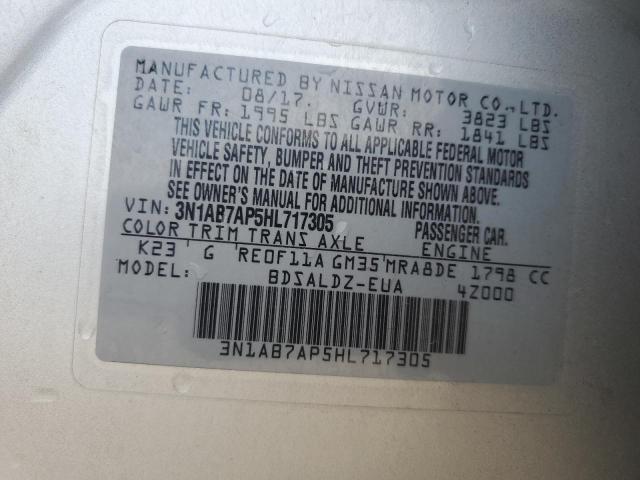 MANUFACTURED BY NISSAN MOTOR CO.,LTD.
DATE: 08/17. GVWR: 3823 LBS
GAWR FR: 1995 LBS GAWR RR: 1841 LBS
THIS VEHICLE CONFORMS TO ALL APPLICABLE FEDERAL MOTOR
VEHICLE SAFETY, BUMPER AND THEFT PREVENTION STANDARDS
IN EFFECT ON THE DATE OF MANUFACTURE SHOWN ABOVE.
SEE OWNER'S MANUAL FOR ADDITIONAL INFORMATION.
VIN: 3N1AB7AP5HL717305 PASSENGER CAR.
COLOR TRIM TRANS AXLE ENGINE
K23 G RE0F11A GM35 MRA8DE 1798 CC
MODEL: BDSALDZ-EUA 4Z000
3N1AB7AP5HL717305